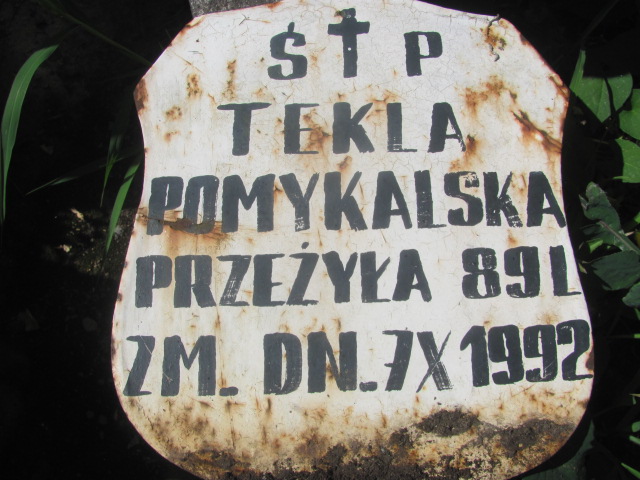 Ś✝P
TEKLA
POMYKALSKA
PRZEŻYŁA 89L
ZM. DN. 7X 1992